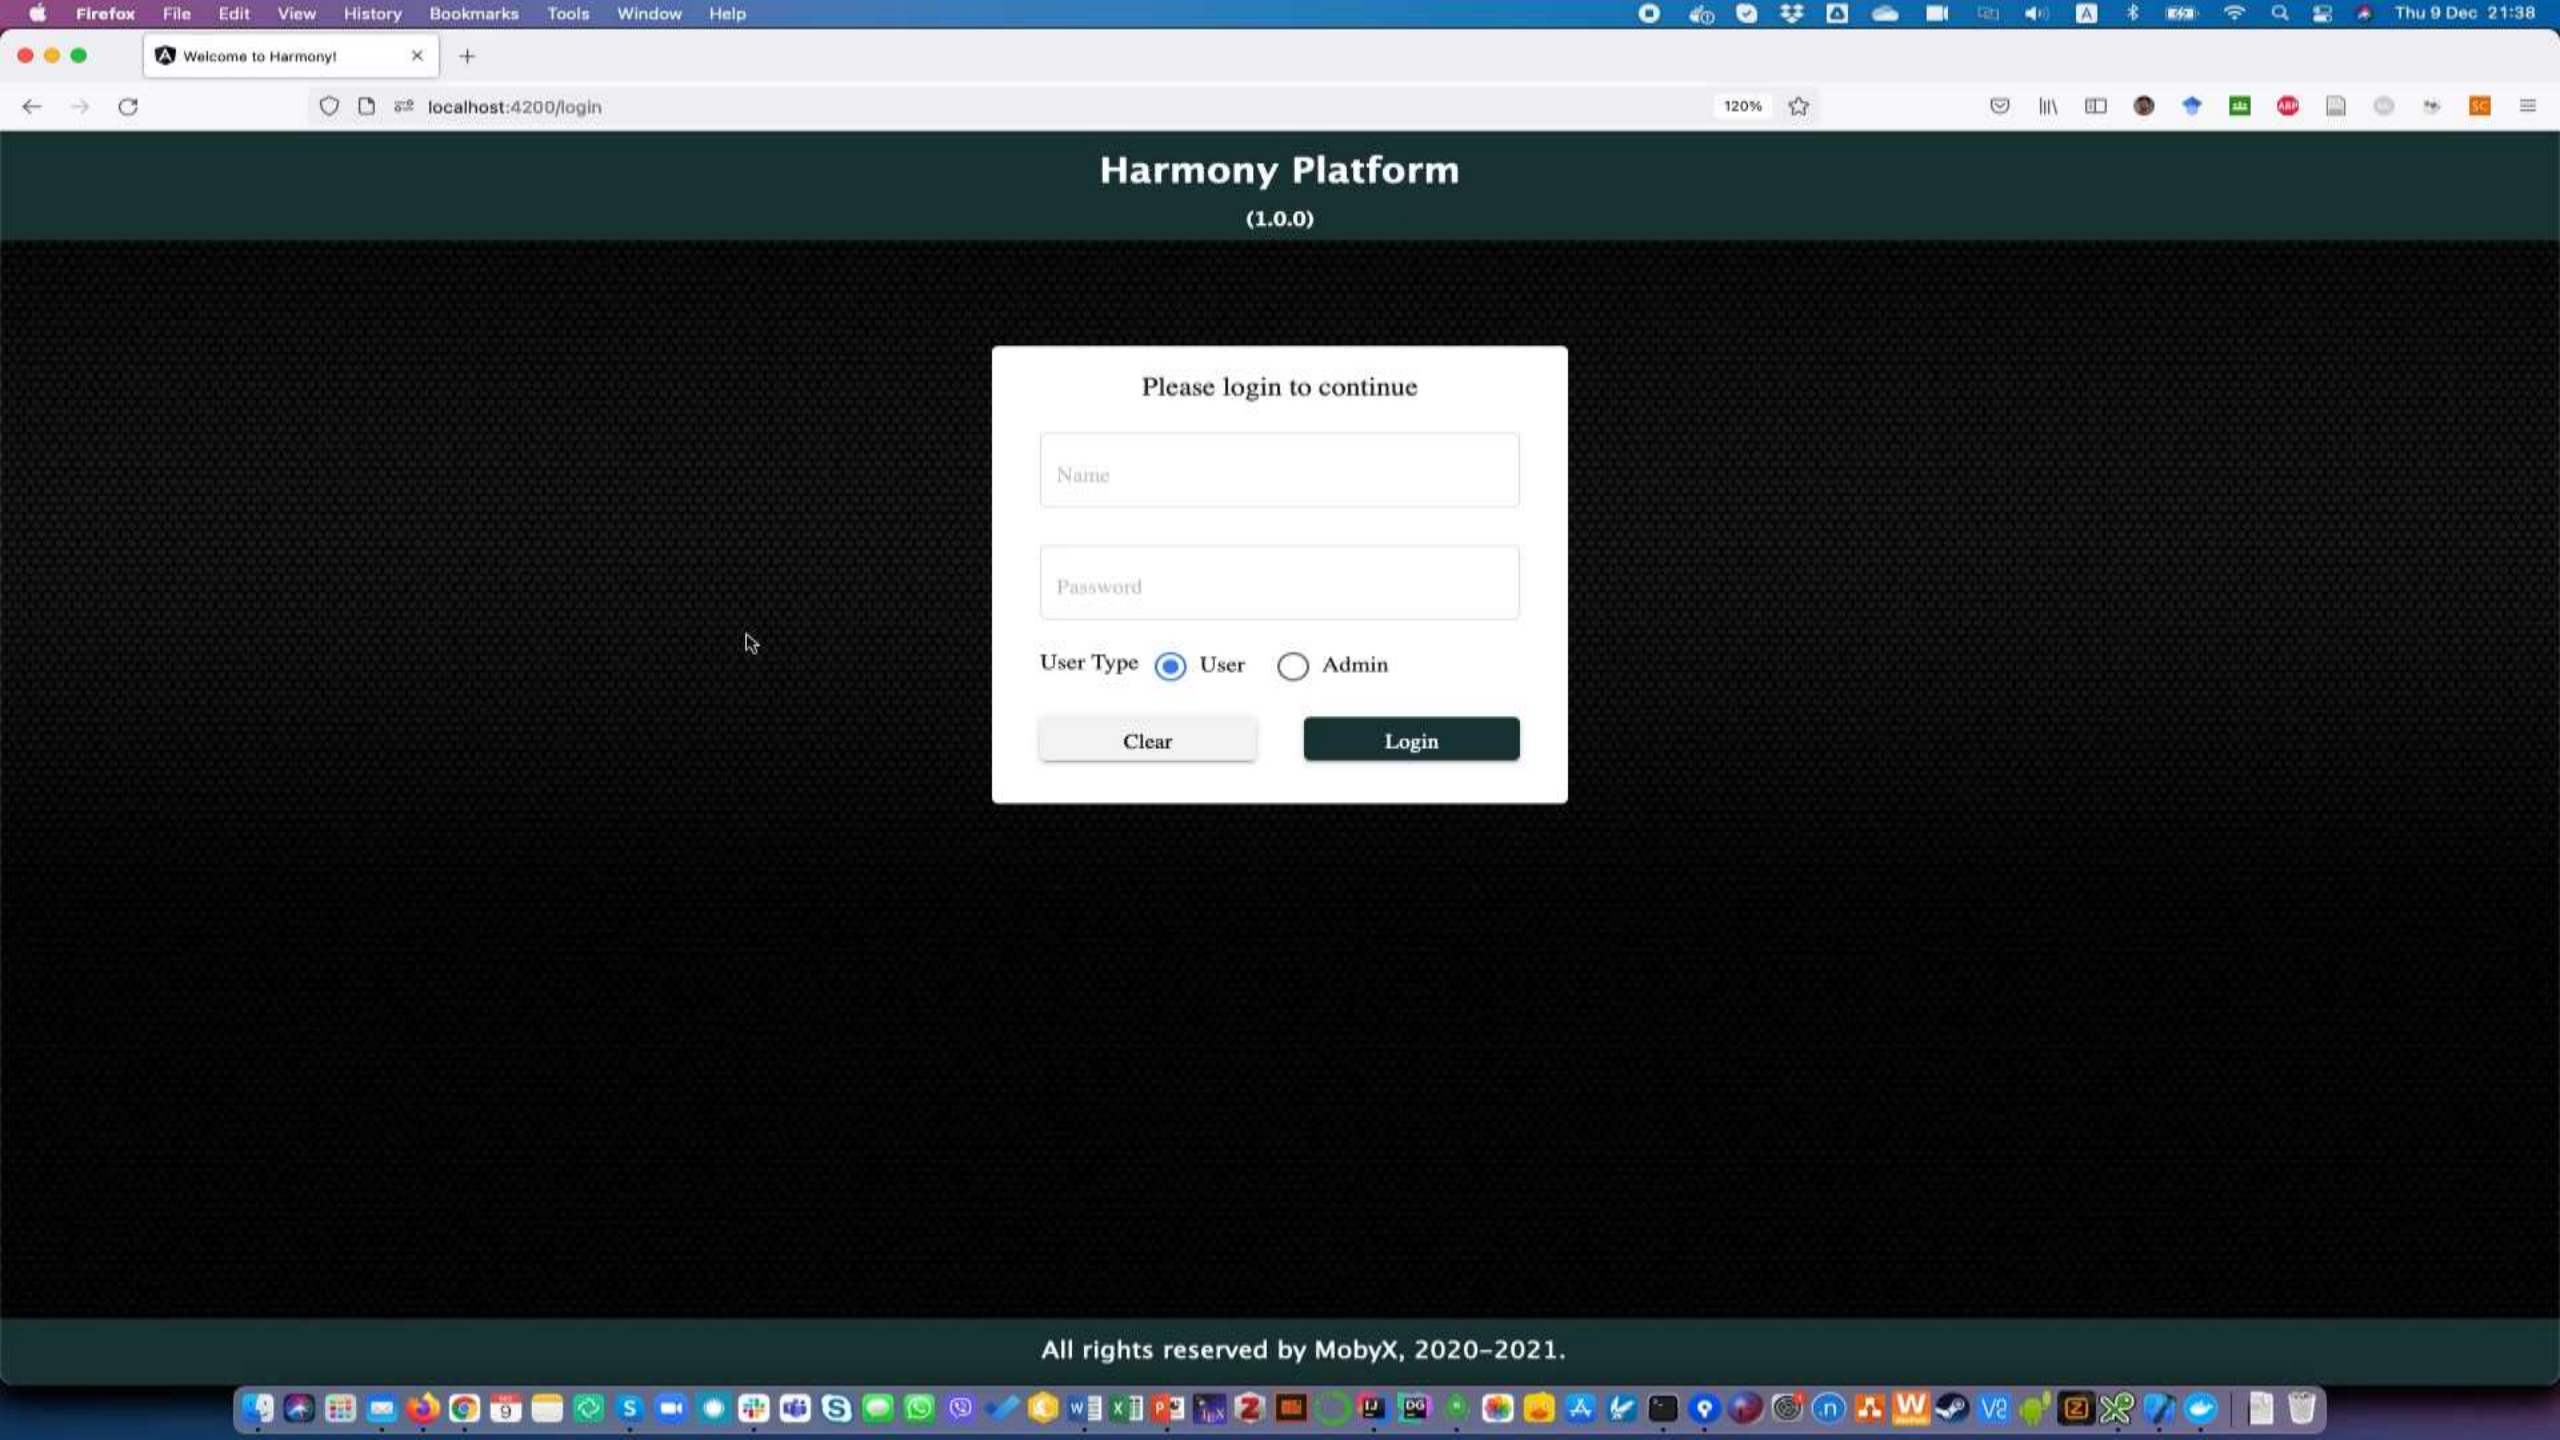 Firefox File Edit View History Bookmarks Tools Window Help Thu 9 Dec 21:38
Welcome to Harmony!
localhost:4200/login 120%
Harmony Platform
(1.0.0)
Please login to continue
Name
Password
User Type User Admin
Clear Login
All rights reserved by MobyX, 2020-2021.